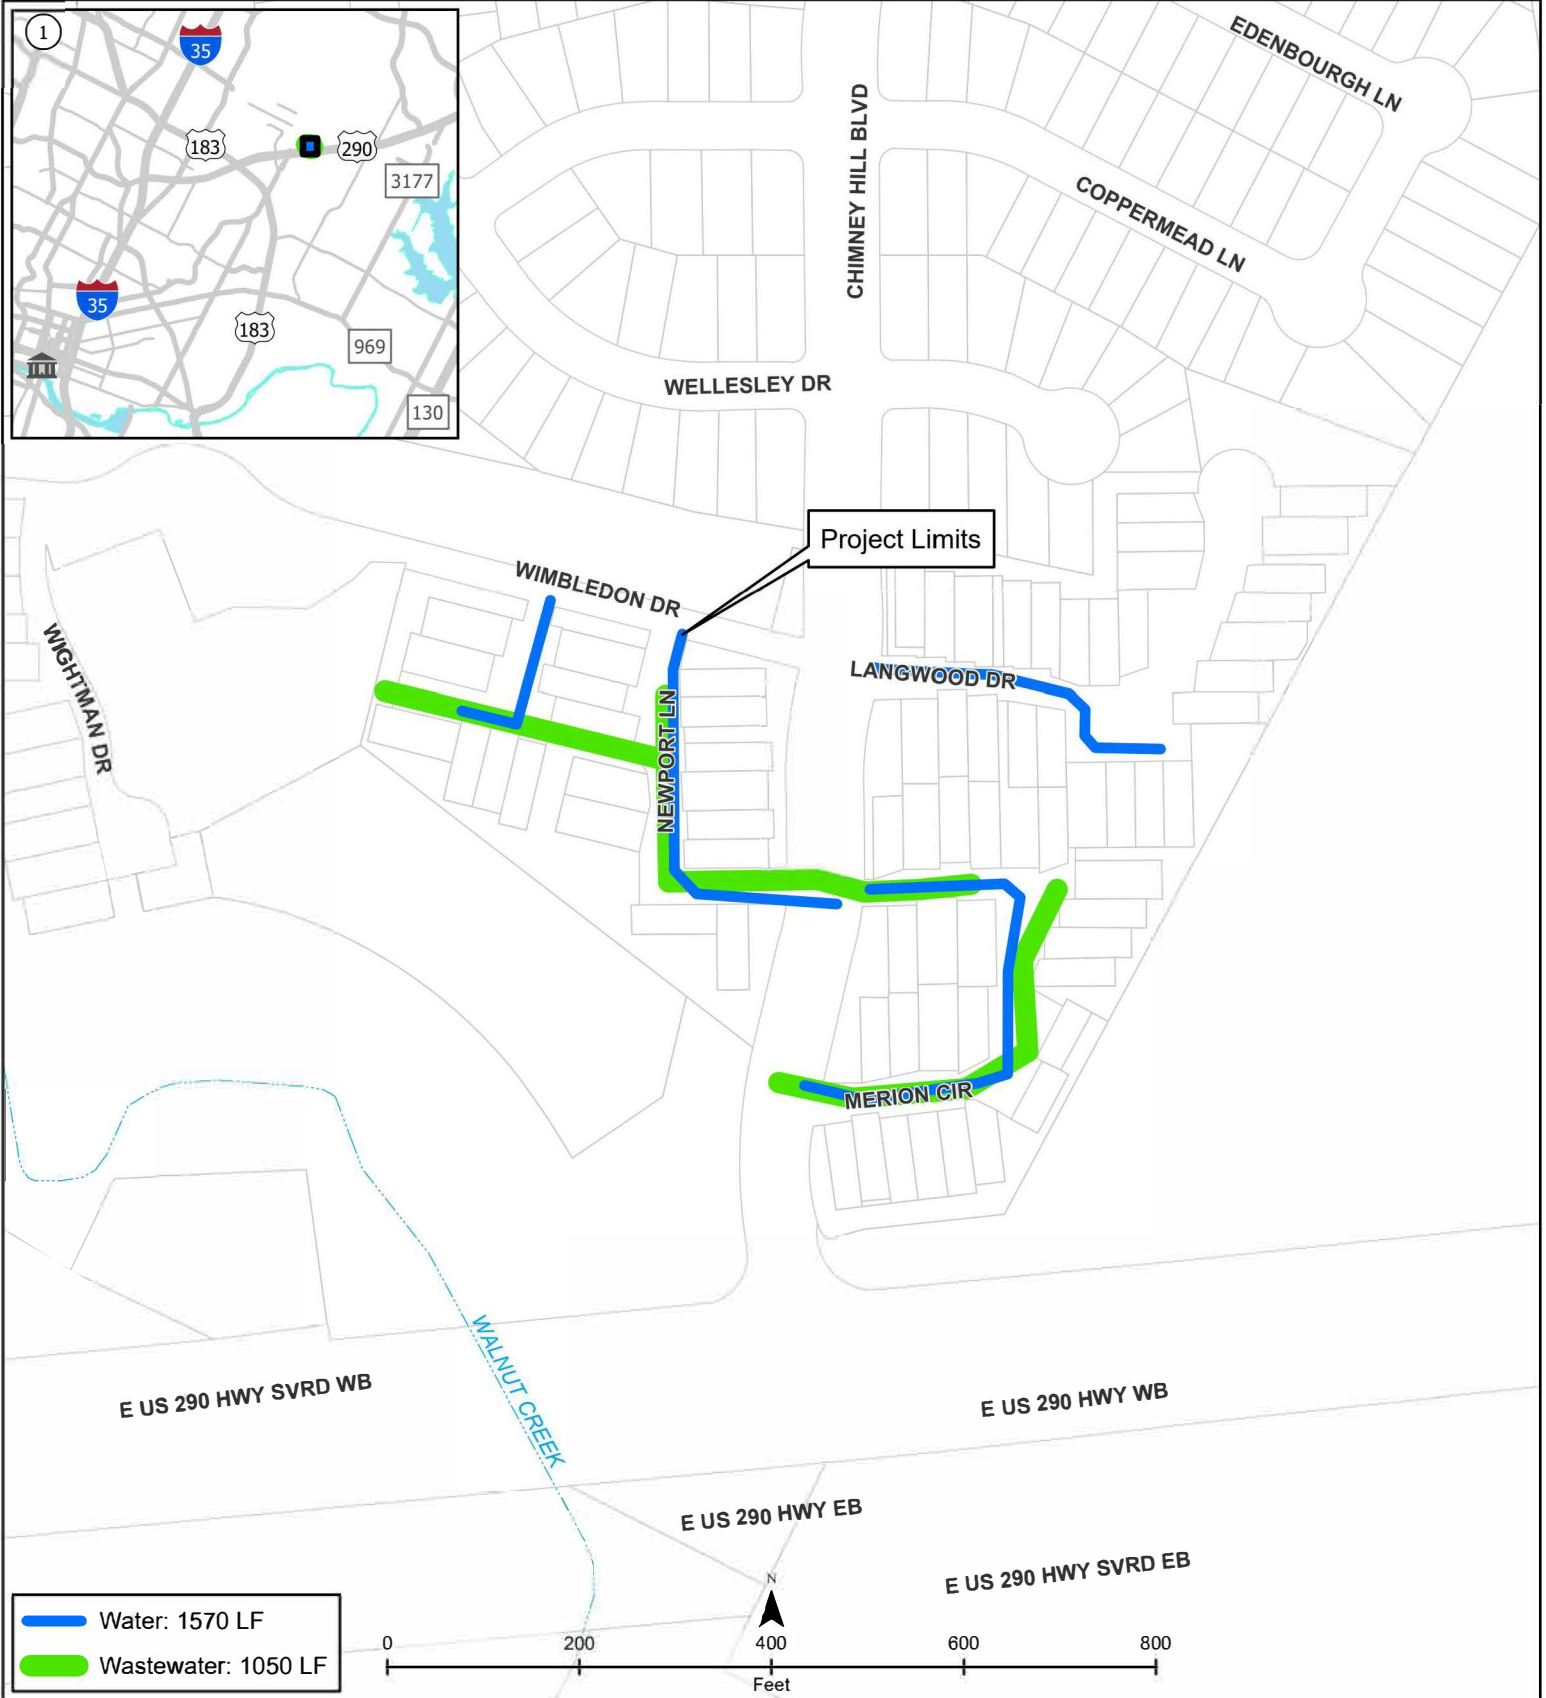 1
35
183
290
3177
35
183
969
130
EDENBOURGH LN
CHIMNEY HILL BLVD
COPPERMEAD LN
WELLESLEY DR
Project Limits
WIMBLEDON DR
WIGHTMAN DR
LANGWOOD DR
NEWPORT LN
MERION CIR
WALNUT CREEK
E US 290 HWY SVRD WB
E US 290 HWY WB
E US 290 HWY EB
E US 290 HWY SVRD EB
Water: 1570 LF
Wastewater: 1050 LF
N
0 200 400 600 800
Feet